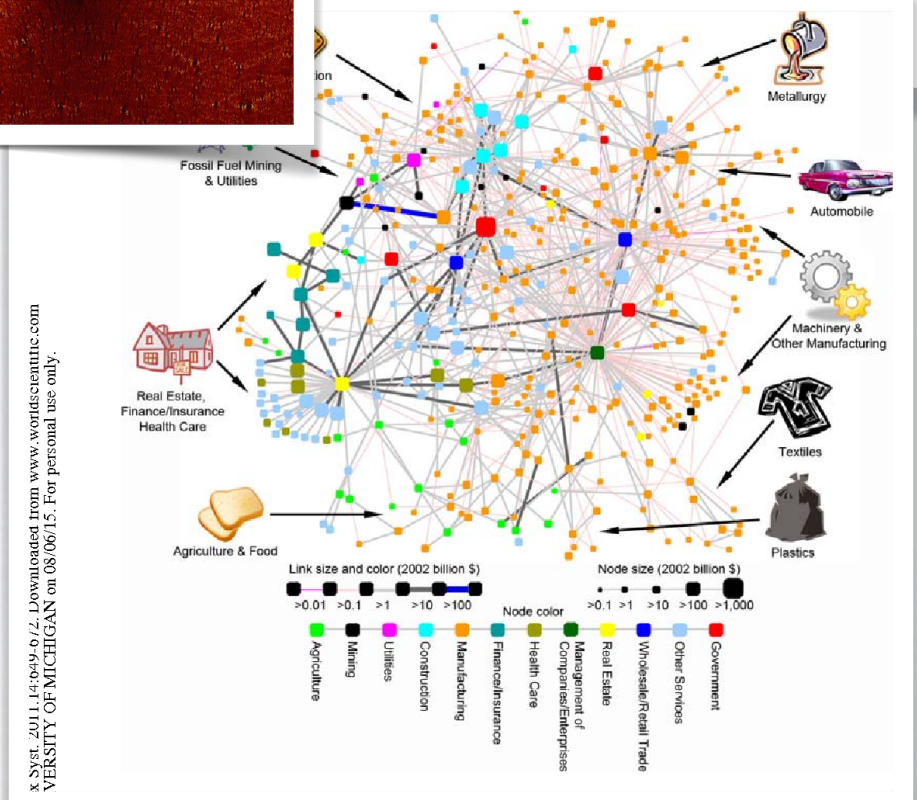 tion
Fossil Fuel Mining
& Utilities
Metallurgy
Automobile
Machinery &
Other Manufacturing
Real Estate,
Finance/Insurance
Health Care
Textiles
Agriculture & Food
Plastics
Link size and color (2002 billion $)
>0.01 >0.1 >1 >10 >100
Node size (2002 billion $)
>0.1 >1 >10 >100 >1,000
Node color
Agriculture
Mining
Utilities
Construction
Manufacturing
Finance/Insurance
Health Care
Management of
Companies/Enterprises
Real Estate
Wholesale/Retail Trade
Other Services
Government
x Syst. 2011.14:649-672. Downloaded from www.worldscientific.com
VERSITY OF MICHIGAN on 08/06/15. For personal use only.